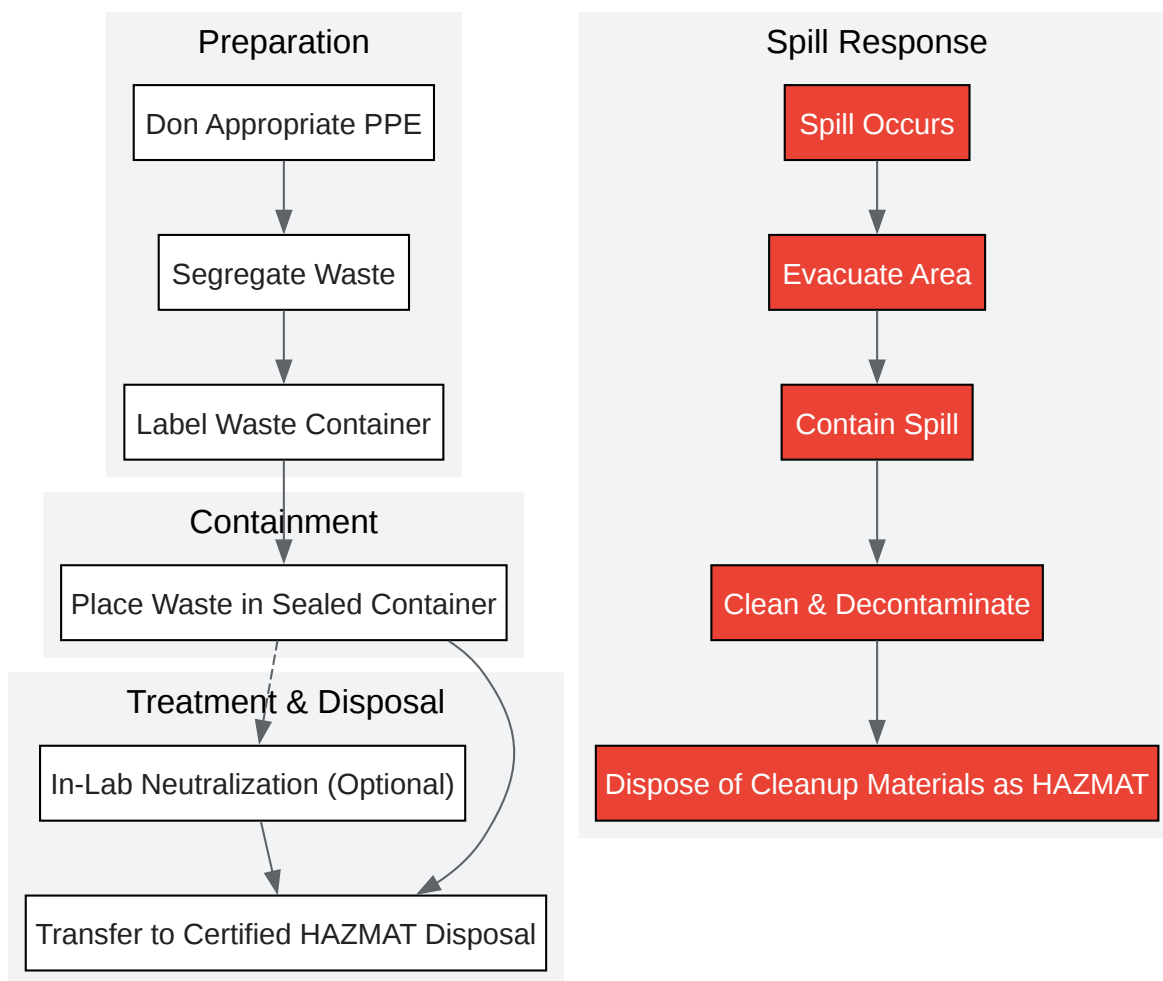 Preparation
Don Appropriate PPE
Segregate Waste
Label Waste Container
Containment
Place Waste in Sealed Container
Treatment & Disposal
In-Lab Neutralization (Optional)
Transfer to Certified HAZMAT Disposal
Spill Response
Spill Occurs
Evacuate Area
Contain Spill
Clean & Decontaminate
Dispose of Cleanup Materials as HAZMAT